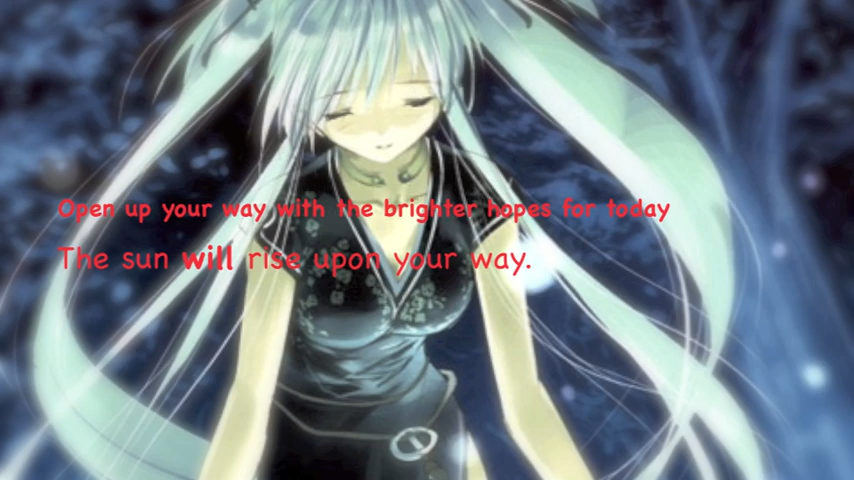 Open up your way with the brighter hopes for today
The sun will rise upon your way.